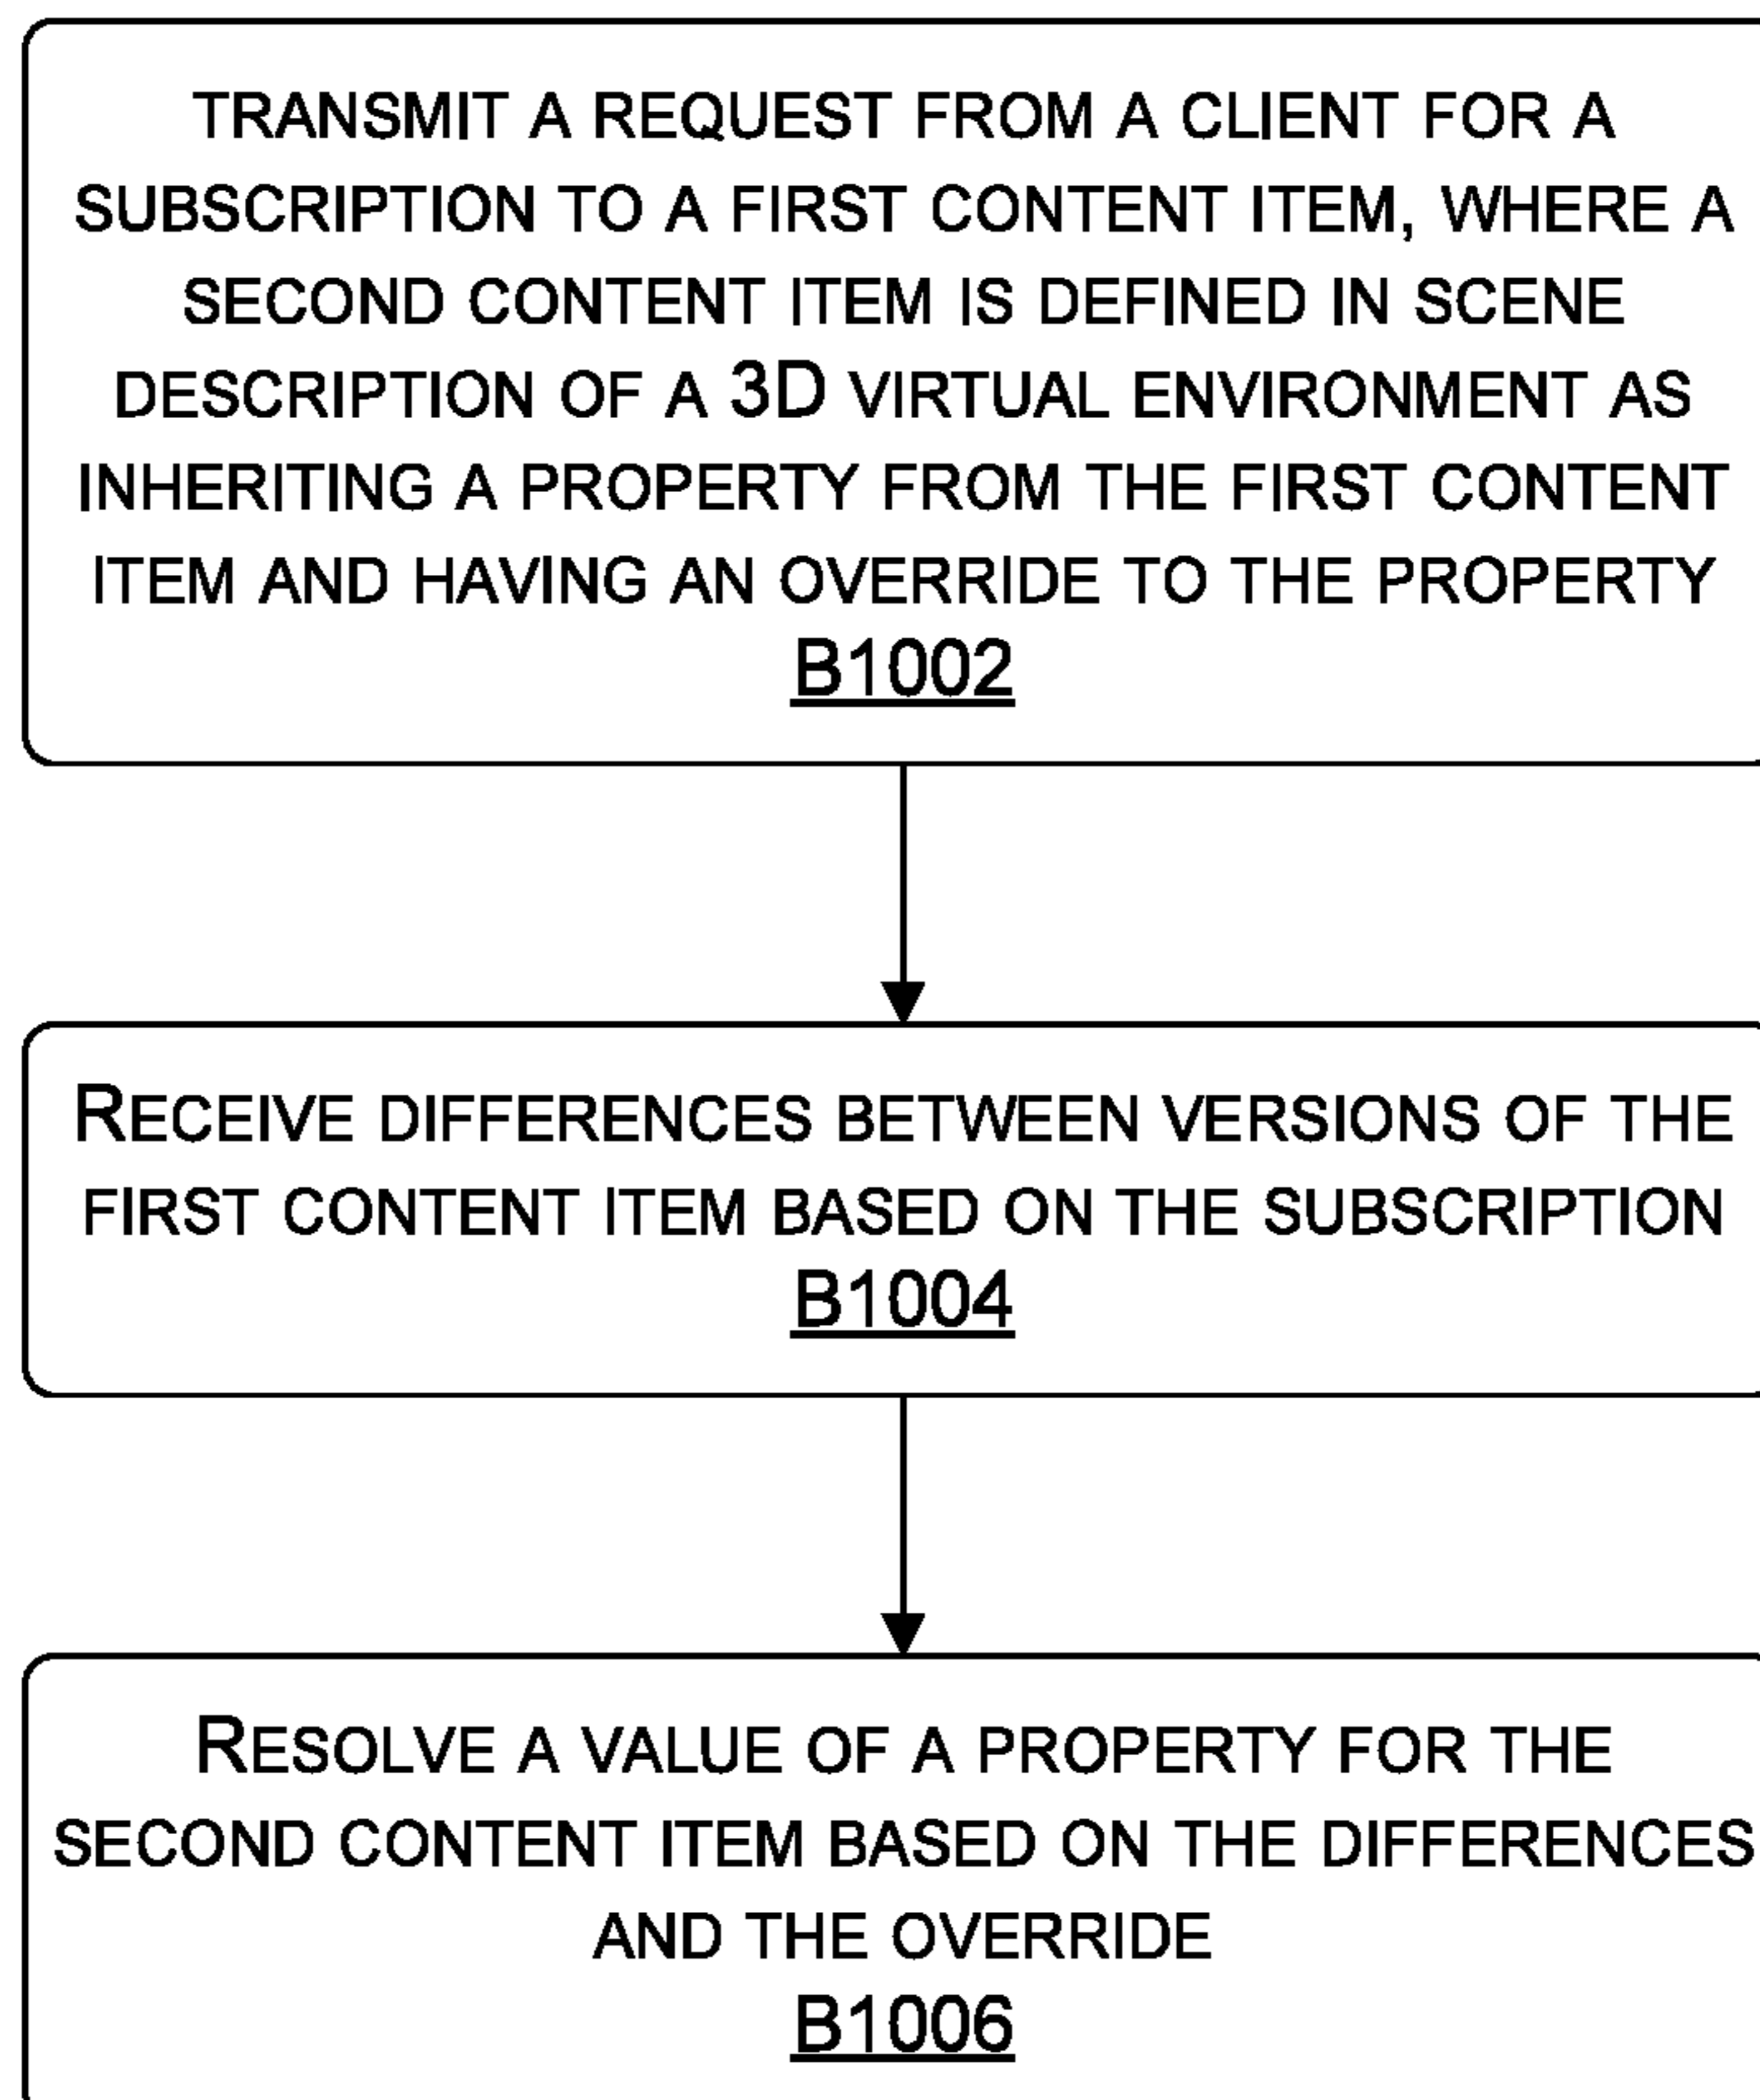 TRANSMIT A REQUEST FROM A CLIENT FOR A
SUBSCRIPTION TO A FIRST CONTENT ITEM, WHERE A
SECOND CONTENT ITEM IS DEFINED IN SCENE
DESCRIPTION OF A 3D VIRTUAL ENVIRONMENT AS
INHERITING A PROPERTY FROM THE FIRST CONTENT
ITEM AND HAVING AN OVERRIDE TO THE PROPERTY
B1002
RECEIVE DIFFERENCES BETWEEN VERSIONS OF THE
FIRST CONTENT ITEM BASED ON THE SUBSCRIPTION
B1004
RESOLVE A VALUE OF A PROPERTY FOR THE
SECOND CONTENT ITEM BASED ON THE DIFFERENCES
AND THE OVERRIDE
B1006